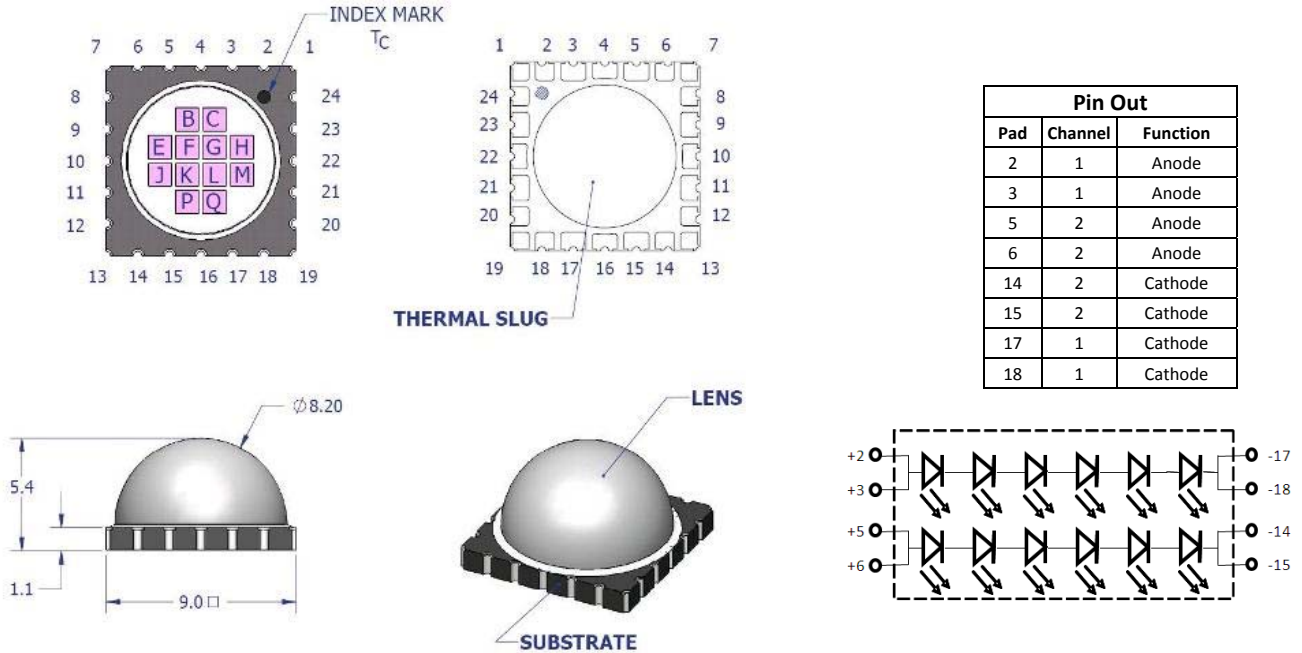 INDEX MARK
T_C
7 6 5 4 3 2 1
8 24
9 23
10 22
11 21
12 20
13 14 15 16 17 18 19
B C
E F G H
J K L M
P Q
1 2 3 4 5 6 7
24 8
23 9
22 10
21 11
20 12
19 18 17 16 15 14 13
THERMAL SLUG
Pin Out
Pad Channel Function
2 1 Anode
3 1 Anode
5 2 Anode
6 2 Anode
14 2 Cathode
15 2 Cathode
17 1 Cathode
18 1 Cathode
∅8.20
5.4
1.1
9.0 □
LENS
SUBSTRATE
+2 -17
+3 -18
+5 -14
+6 -15